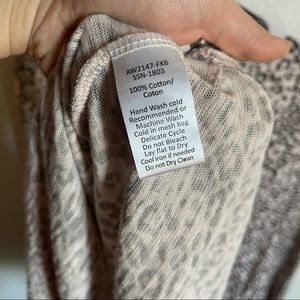 AW2147-FK6
SSN-1803
100% Cotton/
Coton
Hand Wash cold
Recommended or
Machine Wash
Cold in mesh bag
Delicate Cycle
Do not Bleach
Lay flat to Dry
Cool iron if needed
Do not Dry Clean